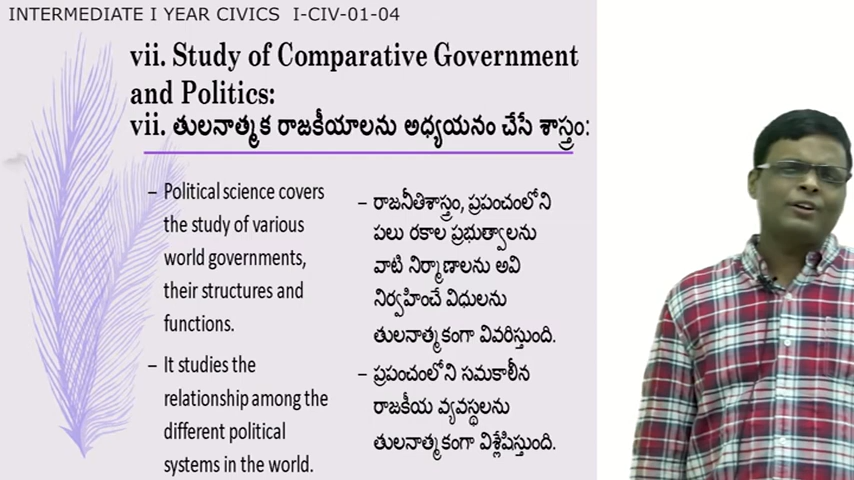 INTERMEDIATE I YEAR CIVICS I-CIV-01-04
vii. Study of Comparative Government
and Politics:
vii. తులనాత్మక రాజకీయాలను అధ్యయనం చేసే శాస్త్రం:
– Political science covers
the study of various
world governments,
their structures and
functions.
– It studies the
relationship among the
different political
systems in the world.
– రాజనీతిశాస్త్రం, ప్రపంచంలోని
పలు రకాల ప్రభుత్వాలను
వాటి నిర్మాణాలను అవి
నిర్వహించే విధులను
తులనాత్మకంగా వివరిస్తుంది.
– ప్రపంచంలోని సమకాలీన
రాజకీయ వ్యవస్థలను
తులనాత్మకంగా విశ్లేషిస్తుంది.